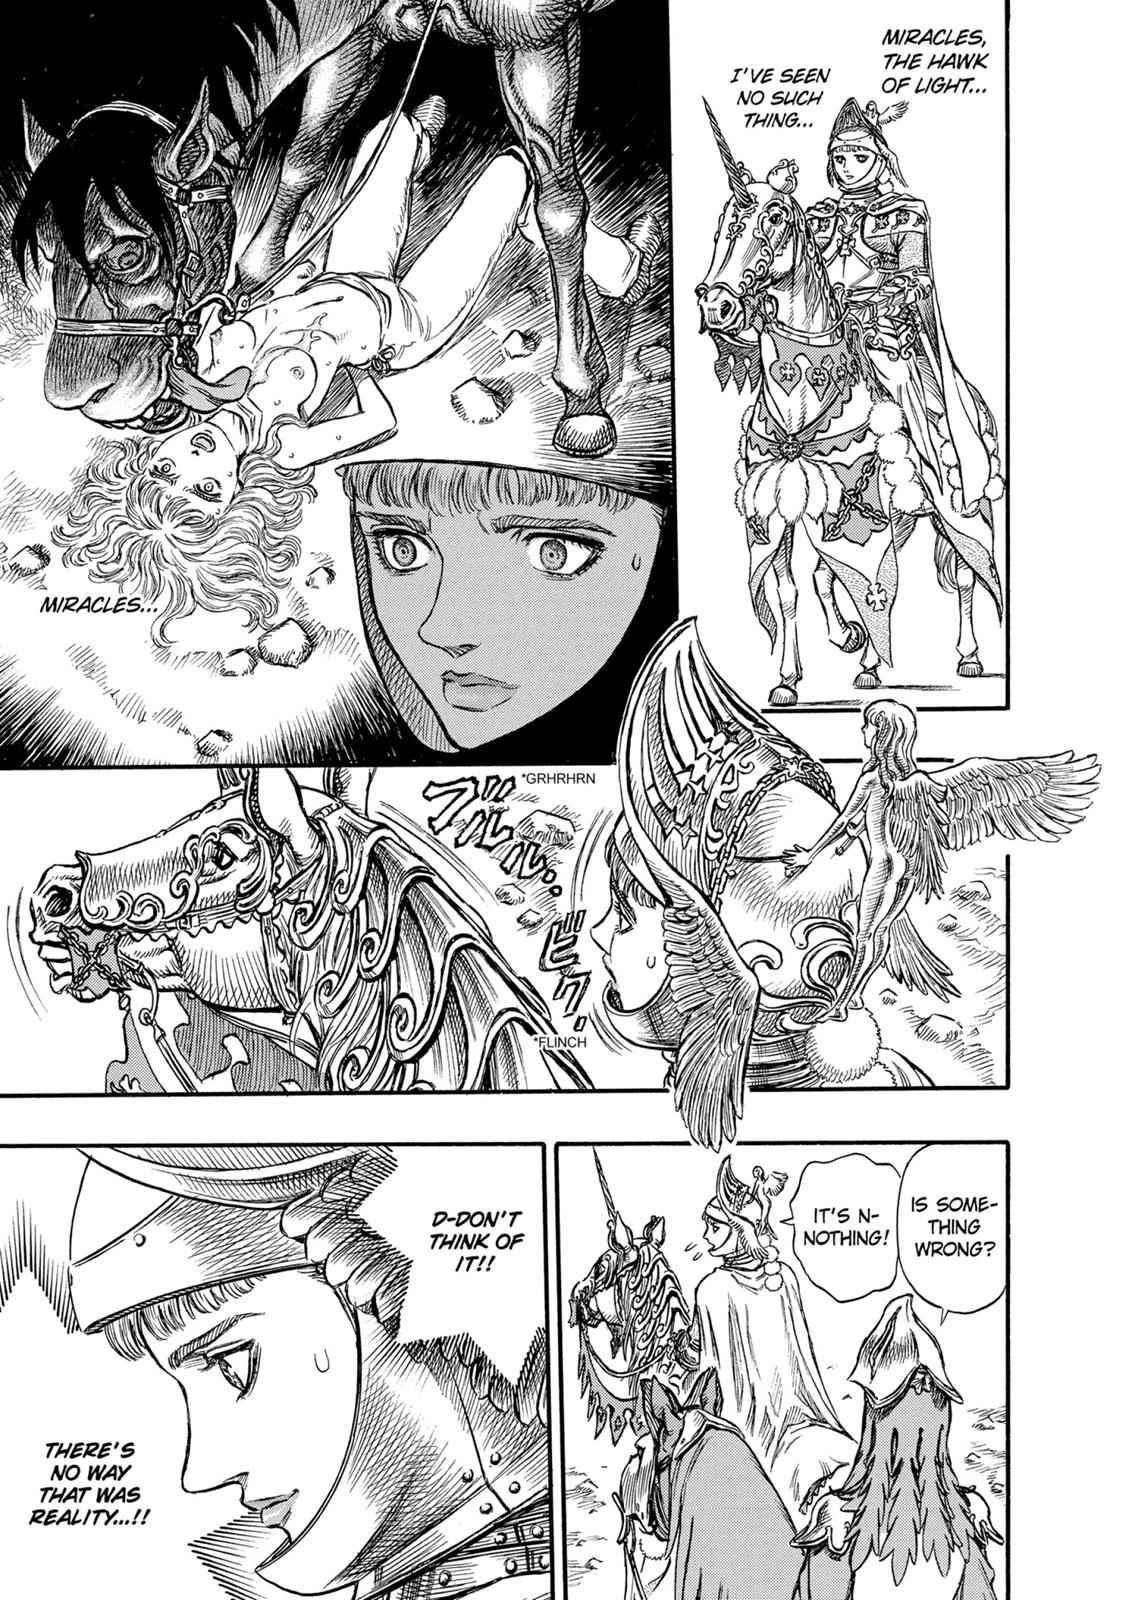 MIRACLES,
THE HAWK
OF LIGHT...
I'VE SEEN
NO SUCH
THING...
MIRACLES...
ブルルル..
*GRHRHRN
ビクッ.
*FLINCH
IS SOME-
THING
WRONG?
IT'S N-
NOTHING!
D-DON'T
THINK OF
IT!!
THERE'S
NO WAY
THAT WAS
REALITY...!!